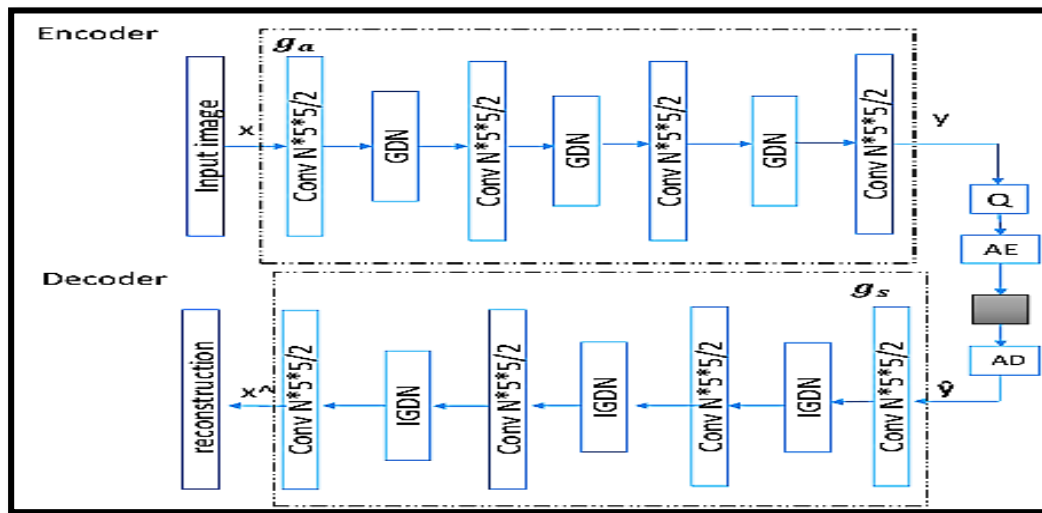 Encoder
g a
Input image
x
Conv N*5*5/2
GDN
Conv N*5*5/2
GDN
Conv N*5*5/2
GDN
Conv N*5*5/2
y
Q
AE
AD
ŷ
Decoder
g s
reconstruction
x^
Conv N*5*5/2
IGDN
Conv N*5*5/2
IGDN
Conv N*5*5/2
IGDN
Conv N*5*5/2